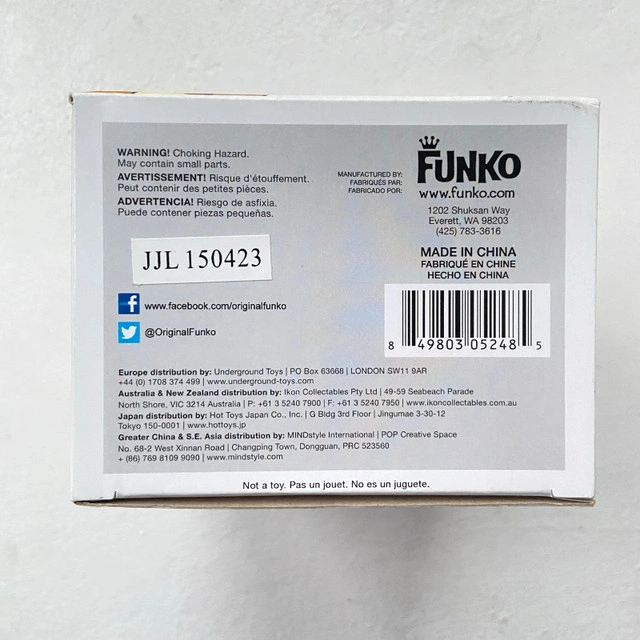 WARNING! Choking Hazard.
May contain small parts.
AVERTISSEMENT! Risque d'étouffement.
Peut contenir des petites pièces.
ADVERTENCIA! Riesgo de asfixia.
Puede contener piezas pequeñas.
MANUFACTURED BY:
FABRIQUÉS PAR:
FABRICADO POR:
FUNKO
www.funko.com
1202 Shuksan Way
Everett, WA 98203
(425) 783-3616
MADE IN CHINA
FABRIQUÉ EN CHINE
HECHO EN CHINA
JJL 150423
www.facebook.com/originalfunko
@OriginalFunko
8 49803 05248 5
Europe distribution by: Underground Toys | PO Box 63668 | LONDON SW11 9AR
+44 (0) 1708 374 499 | www.underground-toys.com
Australia & New Zealand distribution by: Ikon Collectables Pty Ltd | 49-59 Seabeach Parade
North Shore, VIC 3214 Australia | P: +61 3 5240 7900 | F: +61 3 5240 7950 | www.ikoncollectables.com.au
Japan distribution by: Hot Toys Japan Co., Inc. | G Bldg 3rd Floor | Jingumae 3-30-12
Tokyo 150-0001 | www.hottoys.jp
Greater China & S.E. Asia distribution by: MINDstyle International | POP Creative Space
No. 68-2 West Xinnan Road | Changping Town, Dongguan, PRC 523560
+ (86) 769 8109 9090 | www.mindstyle.com
Not a toy. Pas un jouet. No es un juguete.